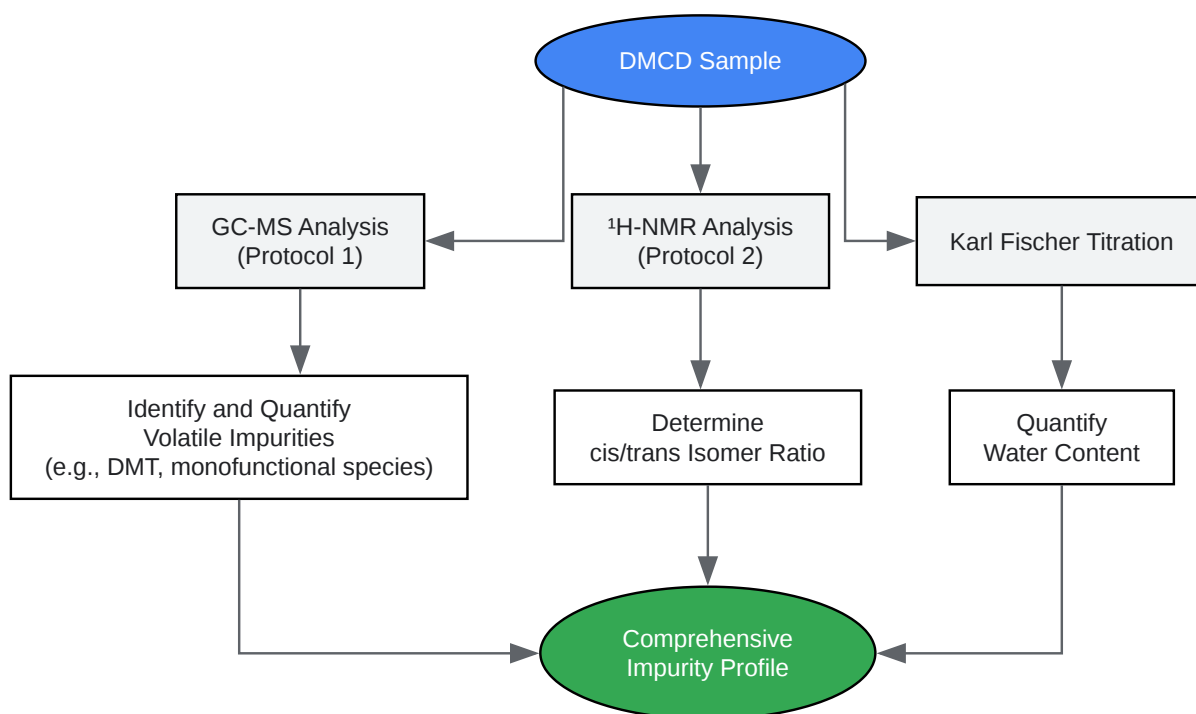 DMCD Sample
GC-MS Analysis
(Protocol 1)
¹H-NMR Analysis
(Protocol 2)
Karl Fischer Titration
Identify and Quantify
Volatile Impurities
(e.g., DMT, monofunctional species)
Determine
cis/trans Isomer Ratio
Quantify
Water Content
Comprehensive
Impurity Profile